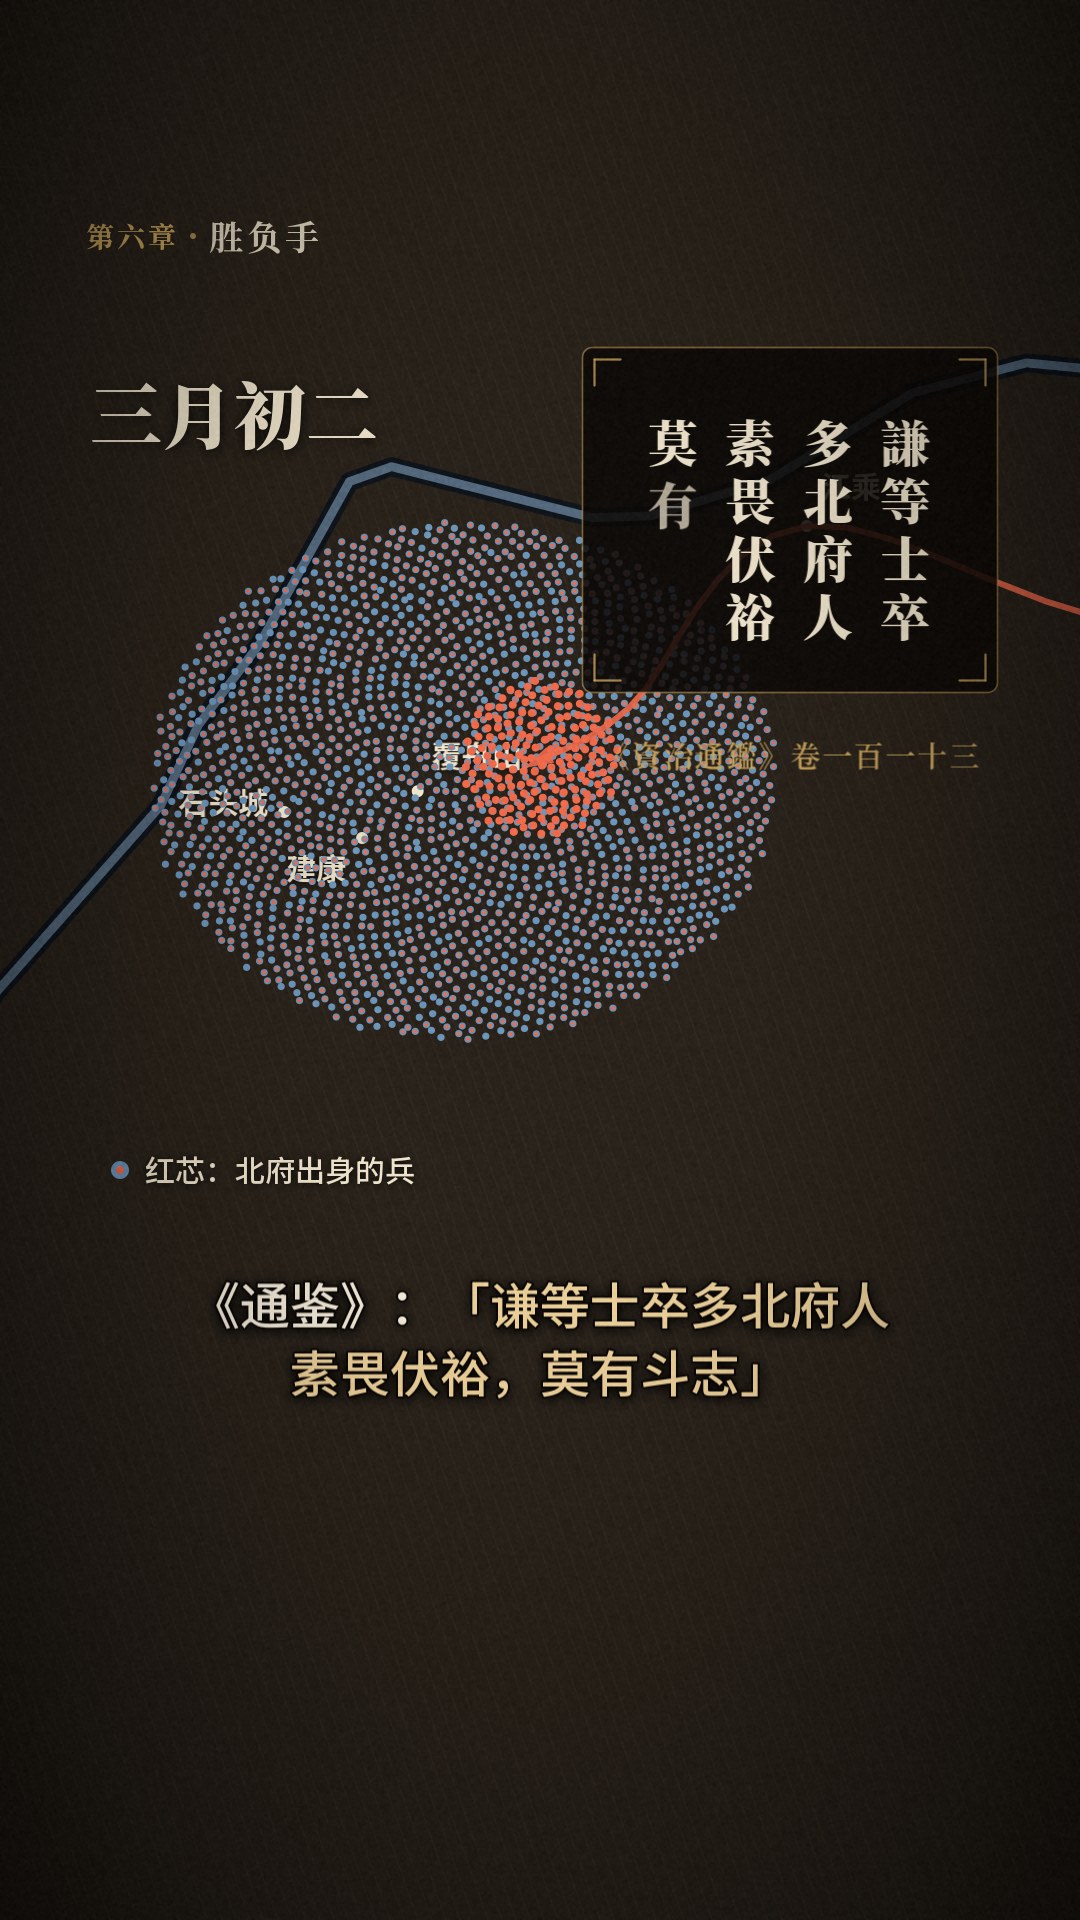 第六章·胜负手
三月初二
謙等士卒
多北府人
素畏伏裕
莫有
乘
《資治通鑑》卷一百一十三
覆舟山
石头城
建康
红芯：北府出身的兵
《通鉴》：「谦等士卒多北府人
素畏伏裕，莫有斗志」